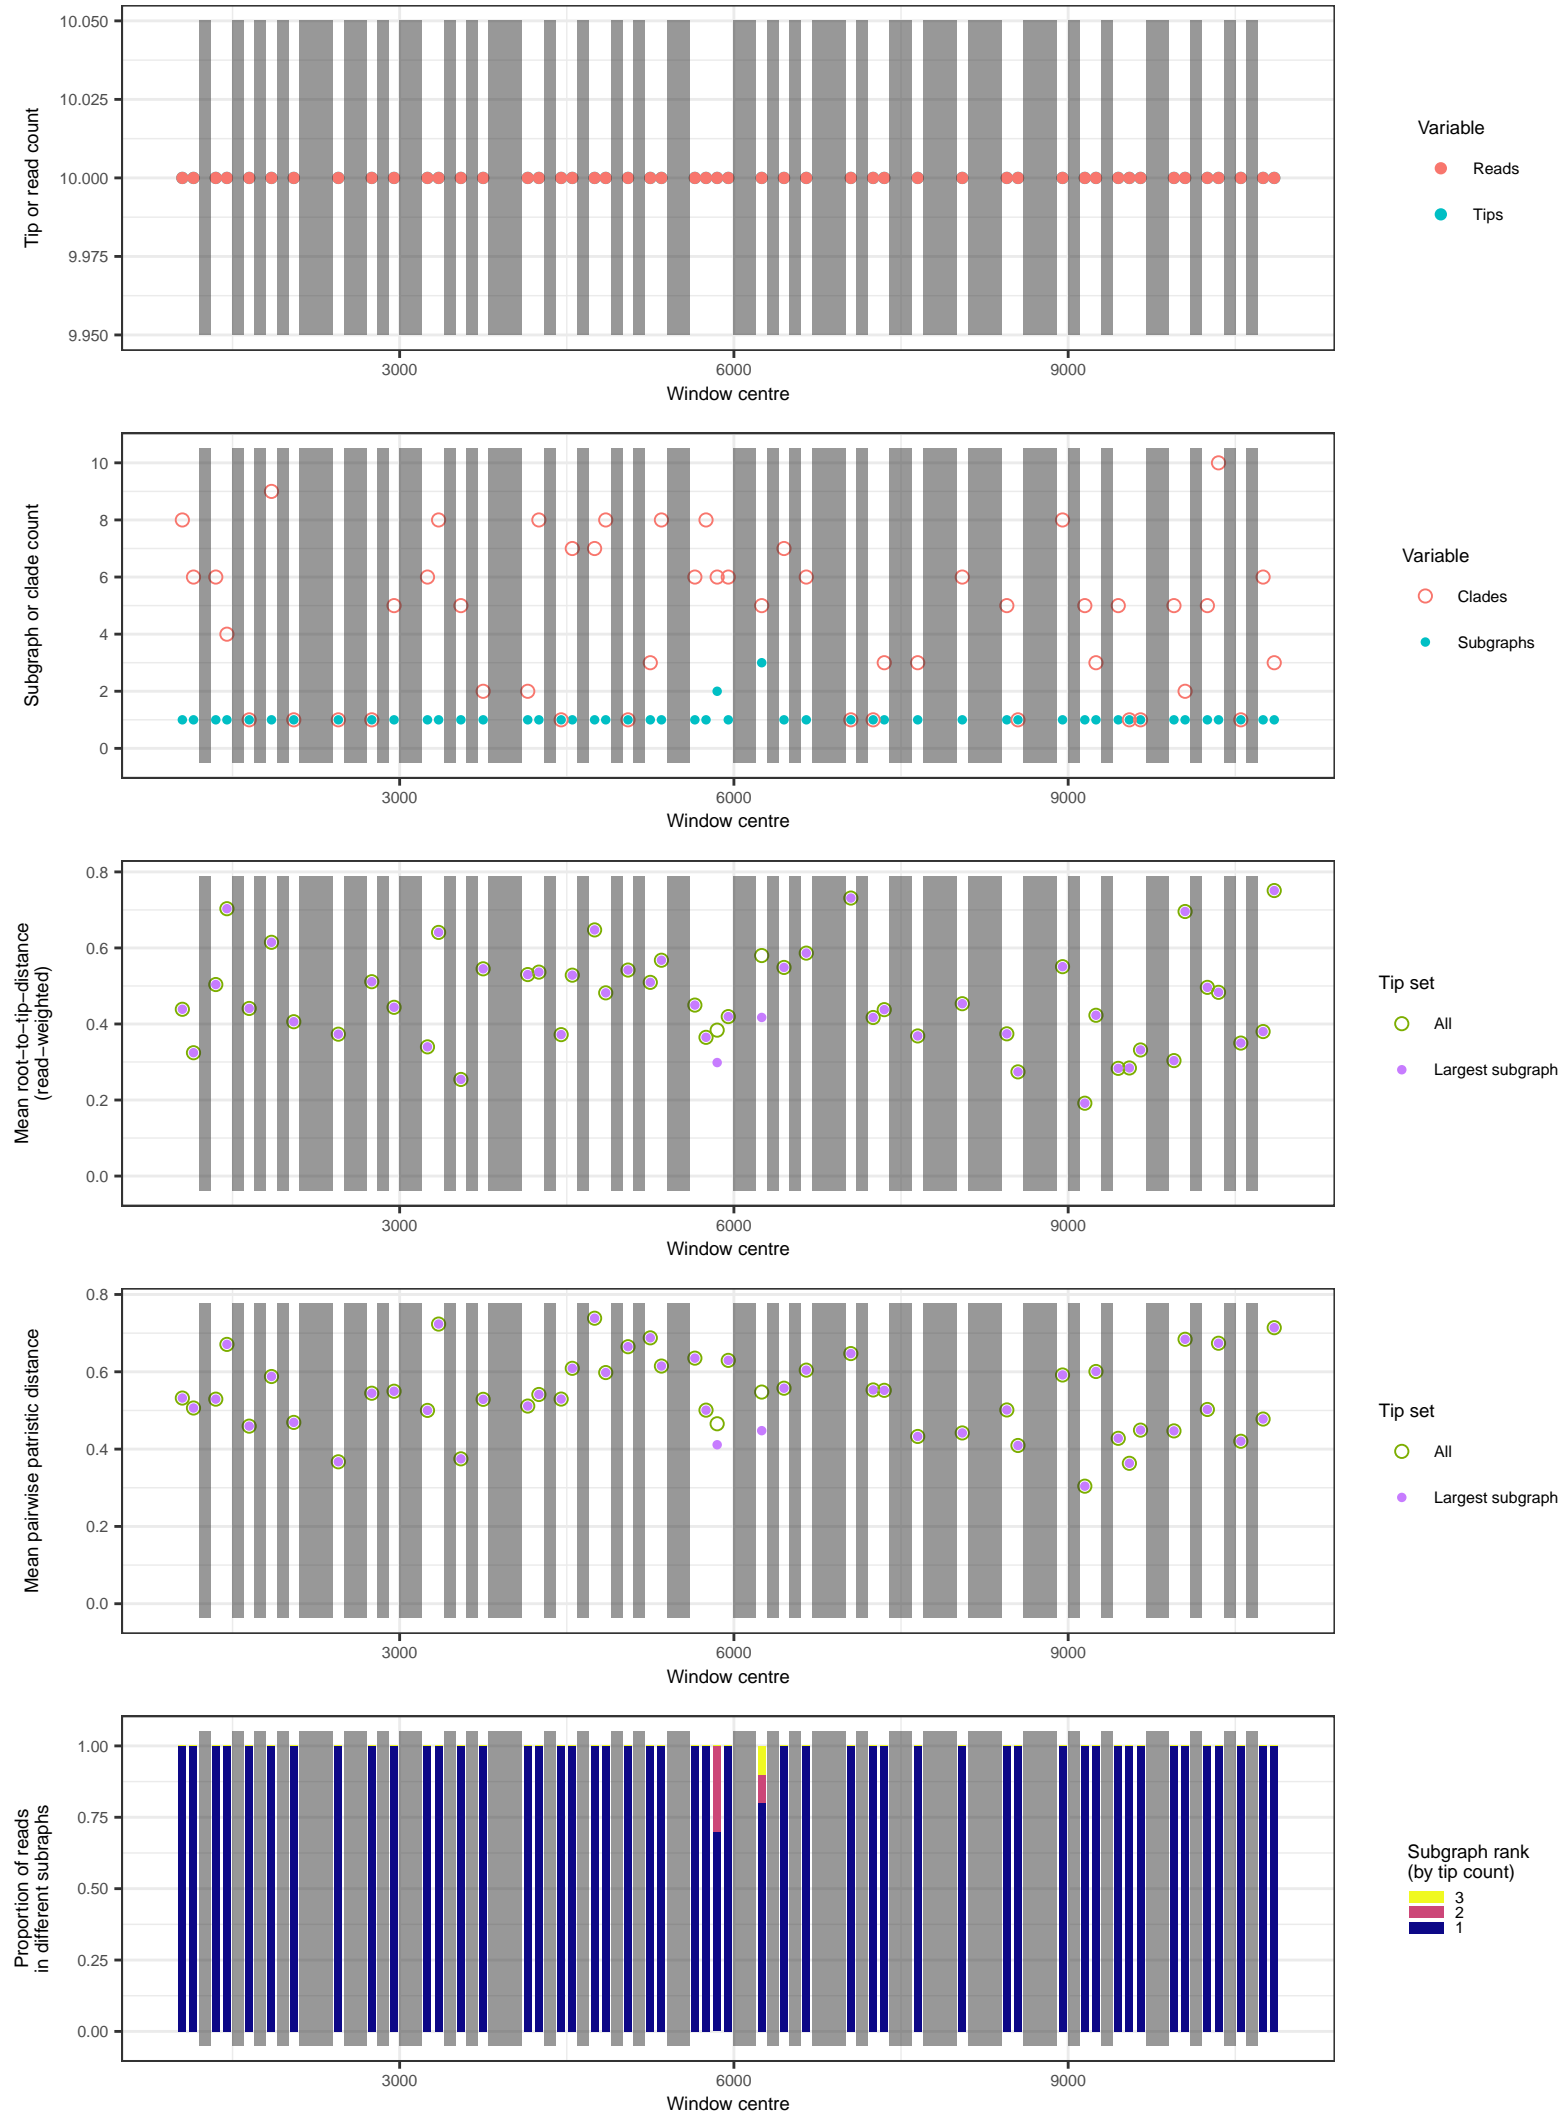 10.050
10.025
10.000
9.975
9.950
Tip or read count
3000
6000
9000
Window centre
Variable
Reads
Tips
10
8
6
4
2
0
Subgraph or clade count
3000
6000
9000
Window centre
Variable
Clades
Subgraphs
0.8
0.6
0.4
0.2
0.0
Mean root−to−tip−distance
(read−weighted)
3000
6000
9000
Window centre
Tip set
All
Largest subgraph
0.8
0.6
0.4
0.2
0.0
Mean pairwise patristic distance
3000
6000
9000
Window centre
Tip set
All
Largest subgraph
1.00
0.75
0.50
0.25
0.00
Proportion of reads
in different subraphs
3000
6000
9000
Window centre
Subgraph rank
(by tip count)
3
2
1